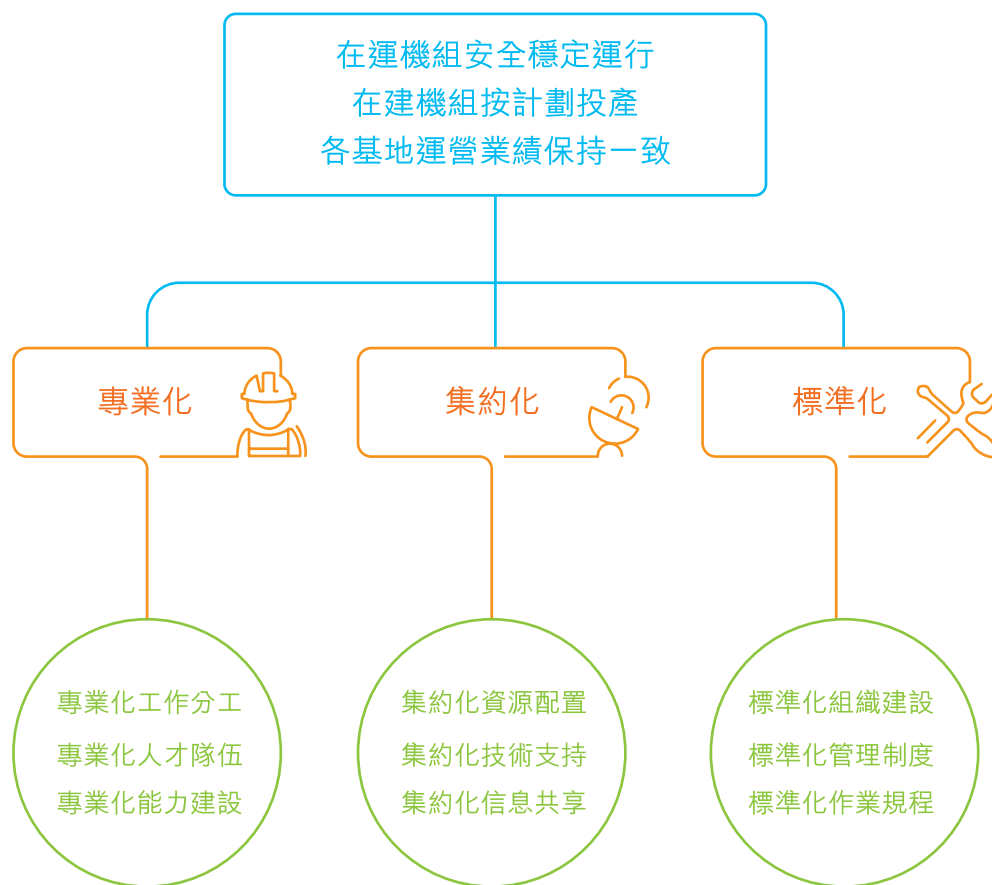 在運機組安全穩定運行
在建機組按計劃投產
各基地運營業績保持一致
專業化
集約化
標準化
專業化工作分工
專業化人才隊伍
專業化能力建設
集約化資源配置
集約化技術支持
集約化信息共享
標準化組織建設
標準化管理制度
標準化作業規程